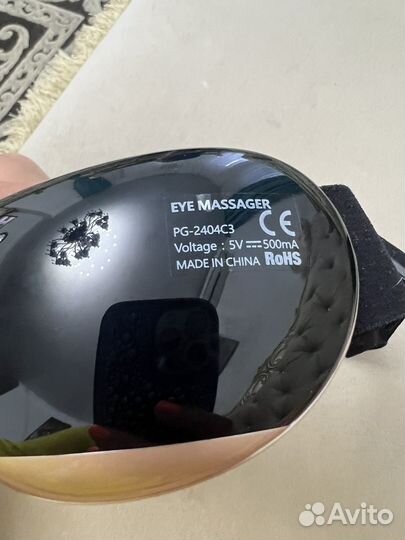 EYE MASSAGER
PG-2404C3 CE
Voltage : 5V⎓500mA
MADE IN CHINA RoHS
Avito